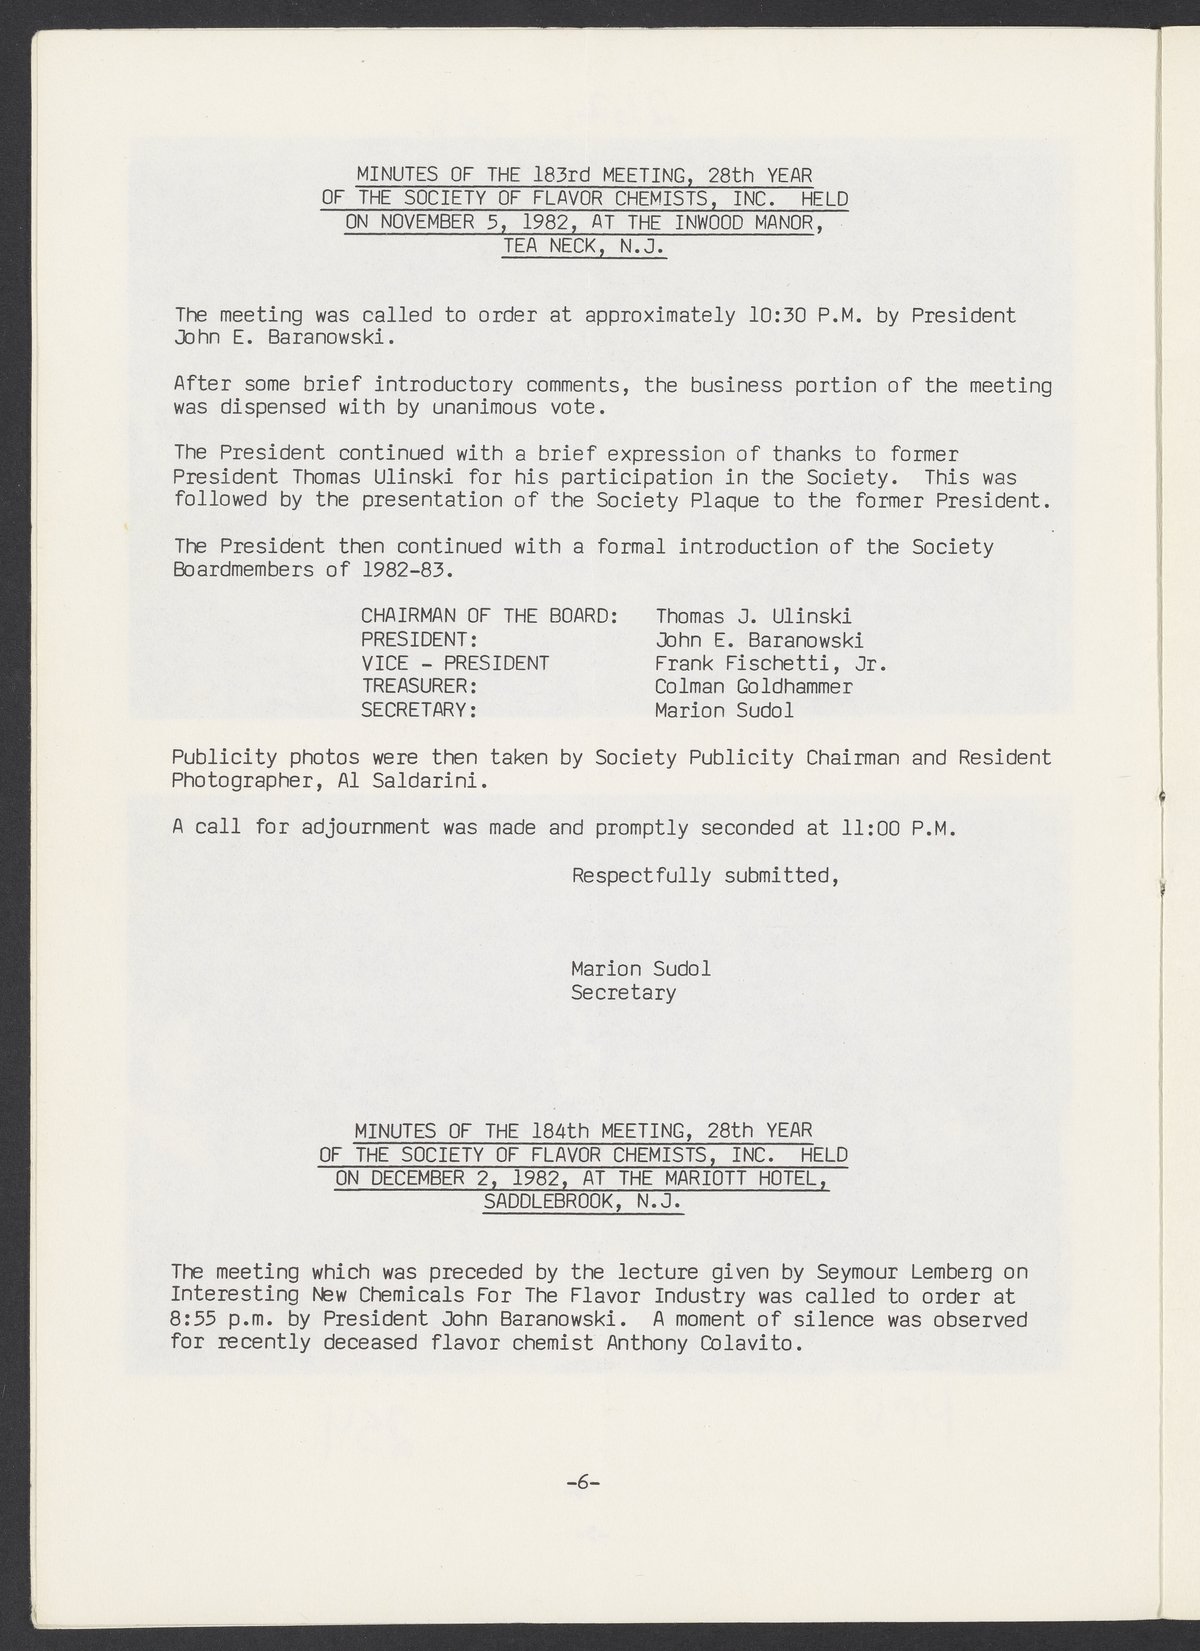 MINUTES OF THE 183rd MEETING, 28th YEAR
OF THE SOCIETY OF FLAVOR CHEMISTS, INC. HELD
ON NOVEMBER 5, 1982, AT THE INWOOD MANOR,
TEA NECK, N.J.
The meeting was called to order at approximately 10:30 P.M. by President
John E. Baranowski.
After some brief introductory comments, the business portion of the meeting
was dispensed with by unanimous vote.
The President continued with a brief expression of thanks to former
President Thomas Ulinski for his participation in the Society. This was
followed by the presentation of the Society Plaque to the former President.
The President then continued with a formal introduction of the Society
Boardmembers of 1982-83.
CHAIRMAN OF THE BOARD: Thomas J. Ulinski
PRESIDENT: John E. Baranowski
VICE - PRESIDENT Frank Fischetti, Jr.
TREASURER: Colman Goldhammer
SECRETARY: Marion Sudol
Publicity photos were then taken by Society Publicity Chairman and Resident
Photographer, Al Saldarini.
A call for adjournment was made and promptly seconded at 11:00 P.M.
Respectfully submitted,
Marion Sudol
Secretary
MINUTES OF THE 184th MEETING, 28th YEAR
OF THE SOCIETY OF FLAVOR CHEMISTS, INC. HELD
ON DECEMBER 2, 1982, AT THE MARIOTT HOTEL,
SADDLEBROOK, N.J.
The meeting which was preceded by the lecture given by Seymour Lemberg on
Interesting New Chemicals For The Flavor Industry was called to order at
8:55 p.m. by President John Baranowski. A moment of silence was observed
for recently deceased flavor chemist Anthony Colavito.
-6-